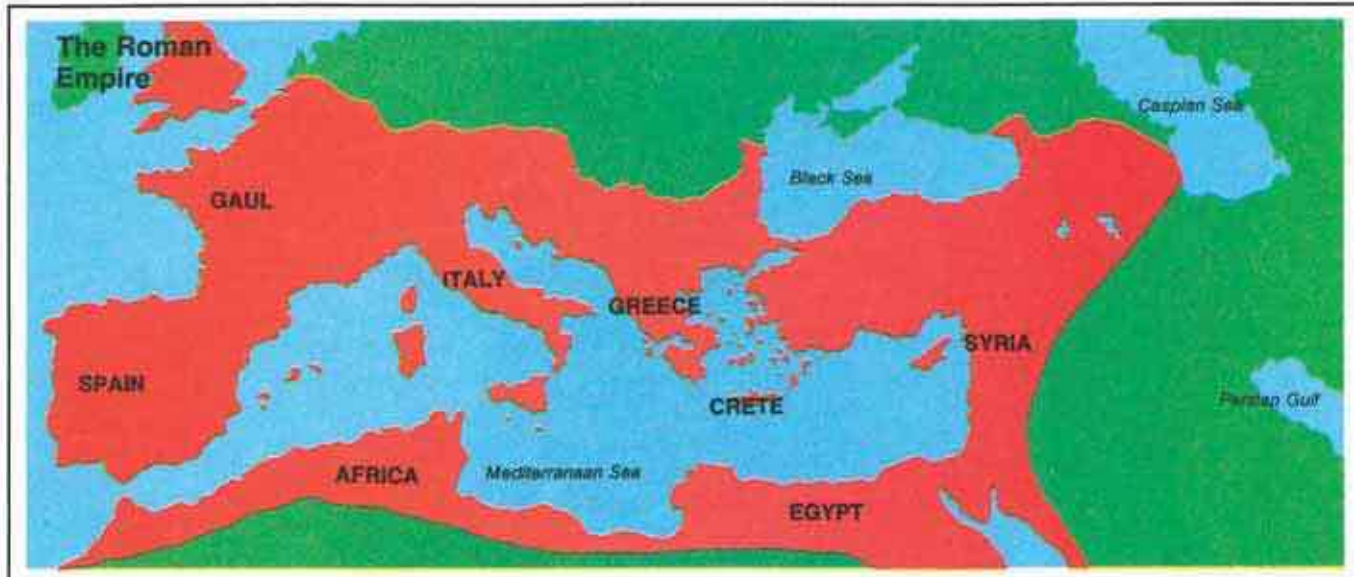 The Roman
Empire
Caspian Sea
Black Sea
GAUL
ITALY
GREECE
SYRIA
SPAIN
CRETE
Persian Gulf
AFRICA
Mediterranean Sea
EGYPT